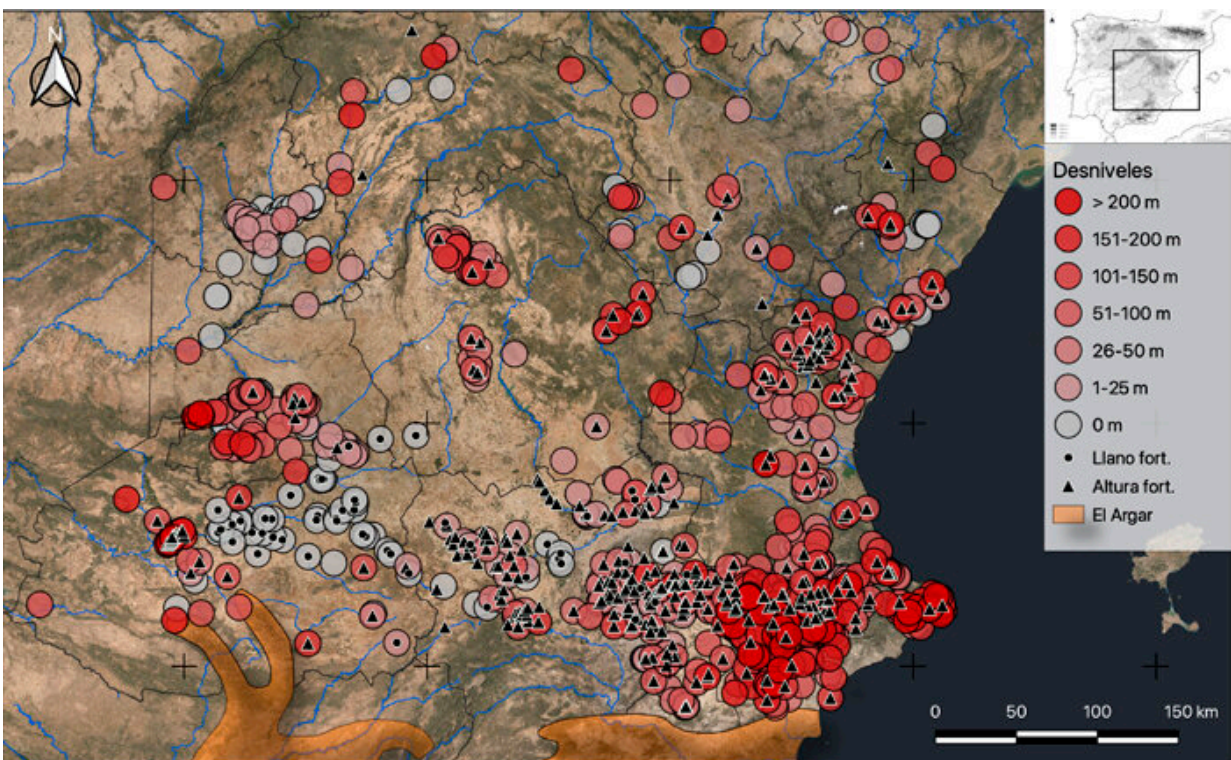 N
Desniveles
> 200 m
151-200 m
101-150 m
51-100 m
26-50 m
1-25 m
0 m
Llano fort.
Altura fort.
El Argar
0 50 100 150 km